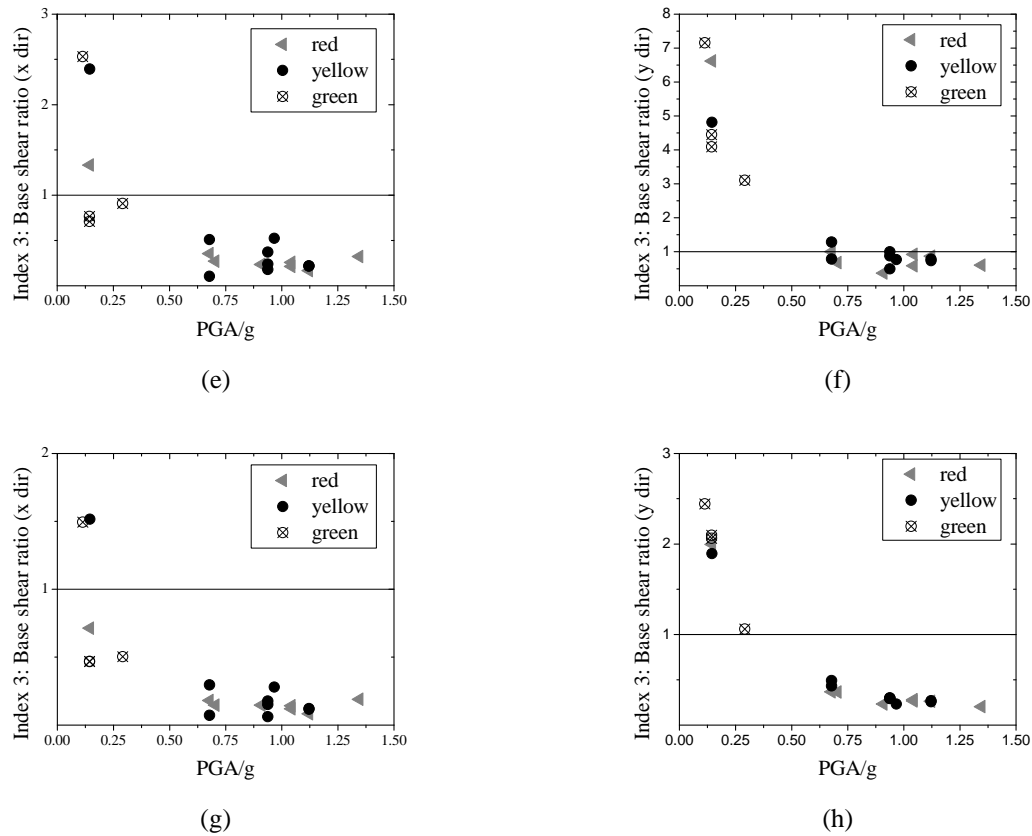 3
2
1
Index 3: Base shear ratio (x dir)
red
yellow
green
0.00 0.25 0.50 0.75 1.00 1.25 1.50
PGA/g
(e)
8
7
6
5
4
3
2
1
0
Index 3: Base shear ratio (y dir)
red
yellow
green
0.00 0.25 0.50 0.75 1.00 1.25 1.50
PGA/g
(f)
2
1
Index 3: Base shear ratio (x dir)
red
yellow
green
0.00 0.25 0.50 0.75 1.00 1.25 1.50
PGA/g
(g)
3
2
1
0
Index 3: Base shear ratio (y dir)
red
yellow
green
0.00 0.25 0.50 0.75 1.00 1.25 1.50
PGA/g
(h)